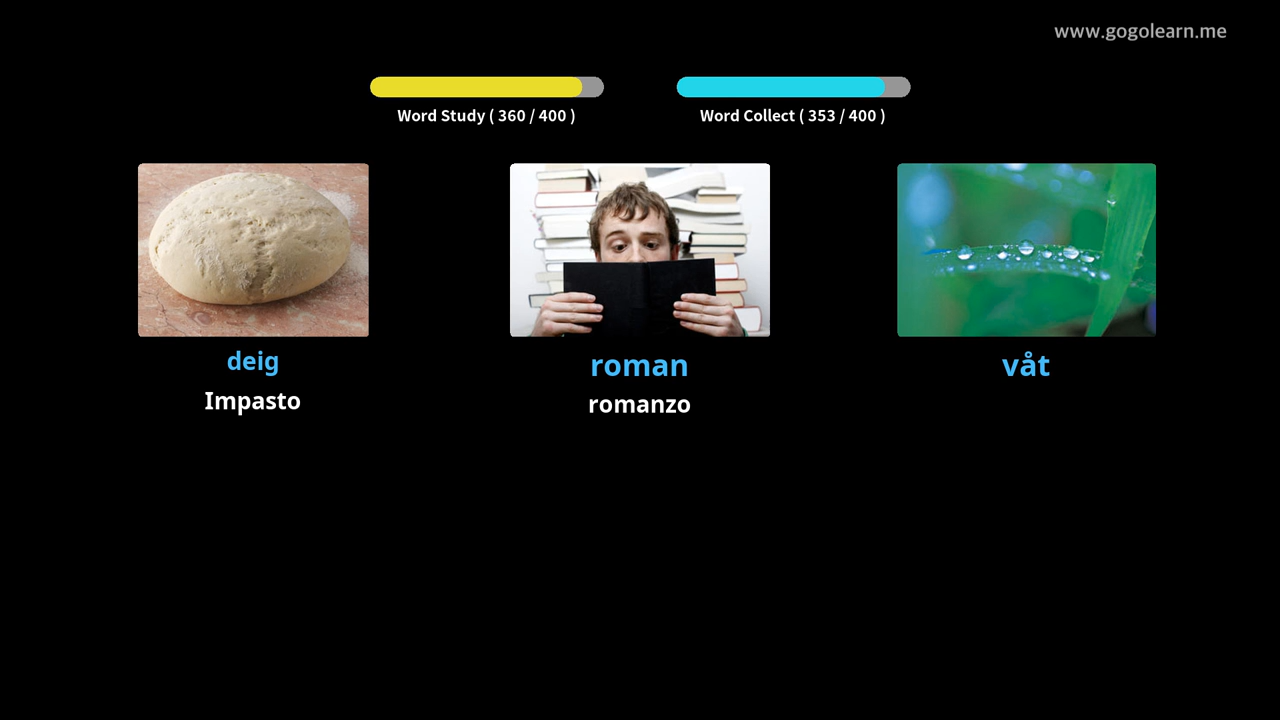 www.gogolearn.me
Word Study ( 360 / 400 )
Word Collect ( 353 / 400 )
deig
roman
våt
Impasto
romanzo